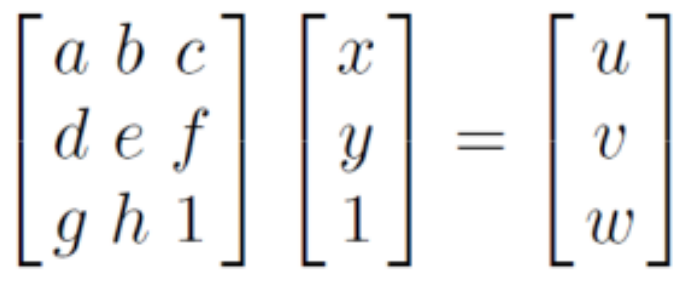 a b c x u
d e f y = v
g h 1 1 w